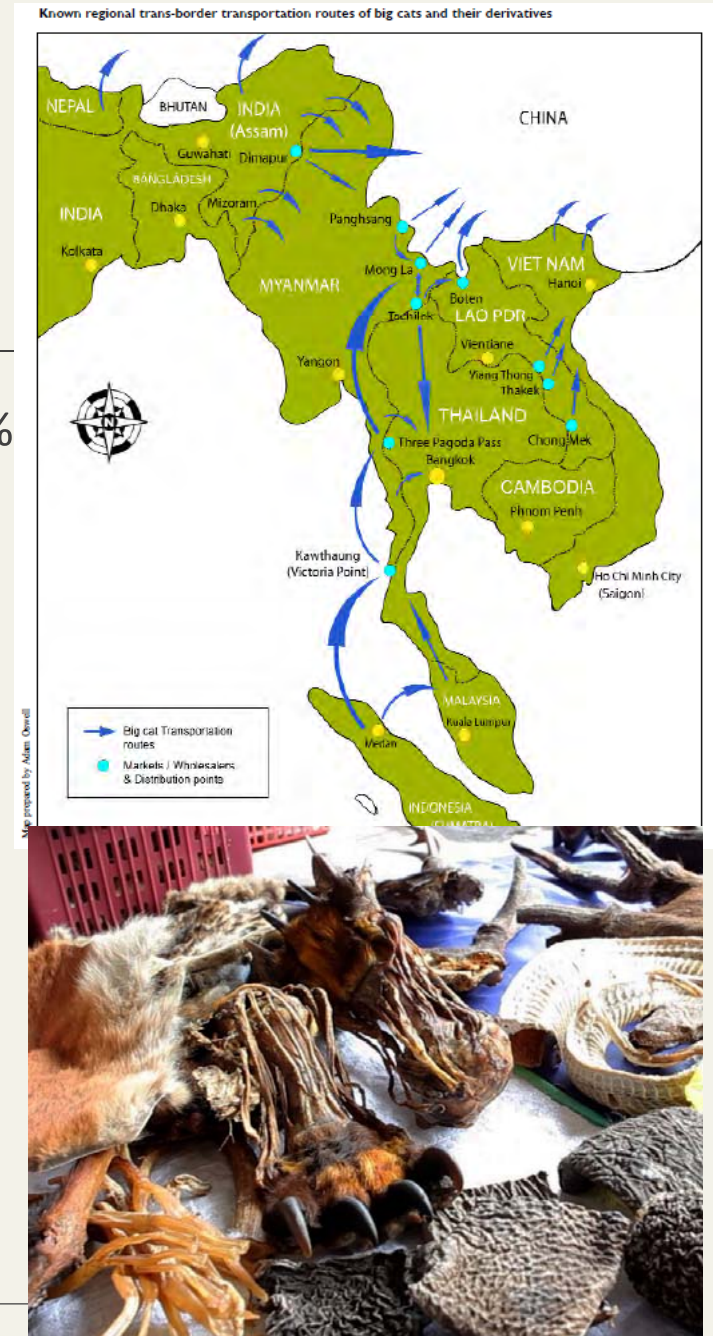 Known regional trans-border transportation routes of big cats and their derivatives
NEPAL
BHUTAN
INDIA
(Assam)
CHINA
Guwahati
Dimapur
BANGLADESH
Dhaka
Mizoram
INDIA
Kolkata
Panghsang
MYANMAR
Mong La
VIET NAM
Hanoi
Boten
Tachilek
LAO PDR
Vientiane
Viang Thong
Thakek
Yangon
%
THAILAND
Three Pagoda Pass
Chong Mek
Bangkok
CAMBODIA
Phnom Penh
Kawthaung
(Victoria Point)
Ho Chi Minh City
(Saigon)
N
MALAYSIA
Kuala Lumpur
Medan
Big cat Transportation
routes
Markets / Wholesalers
& Distribution points
INDONESIA
(SUMATRA)
Map prepared by Adam Oswell